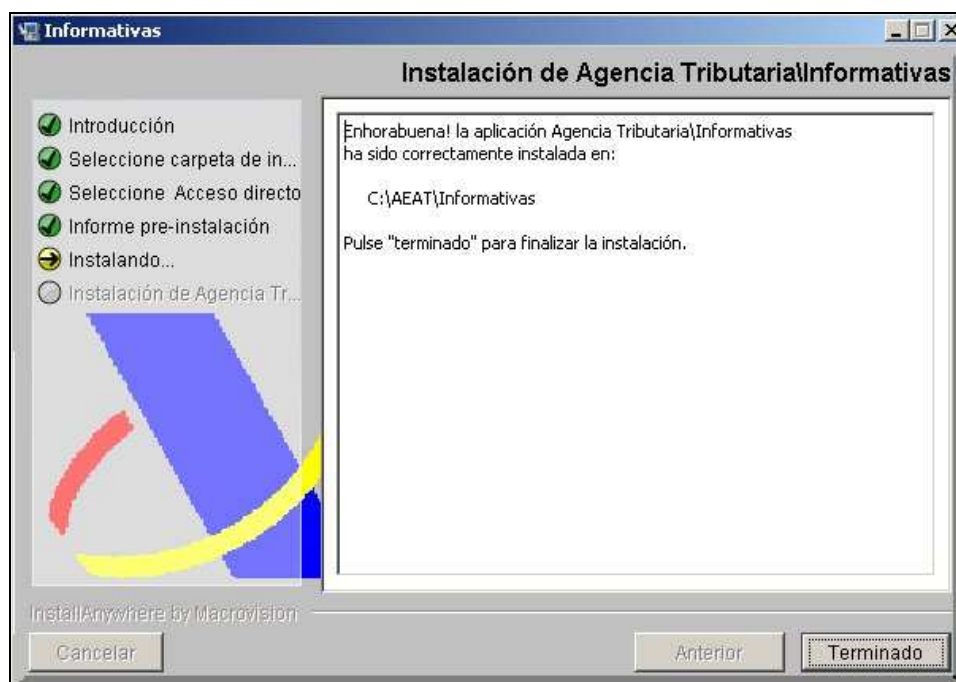 Informativas
Instalación de Agencia Tributaria\Informativas
Introducción
Seleccione carpeta de in...
Seleccione Acceso directo
Informe pre-instalación
Instalando...
Instalación de Agencia Tr...
Enhorabuena! la aplicación Agencia Tributaria\Informativas
ha sido correctamente instalada en:
C:\AEAT\Informativas
Pulse "terminado" para finalizar la instalación.
InstallAnywhere by Macrovision
Cancelar
Anterior
Terminado